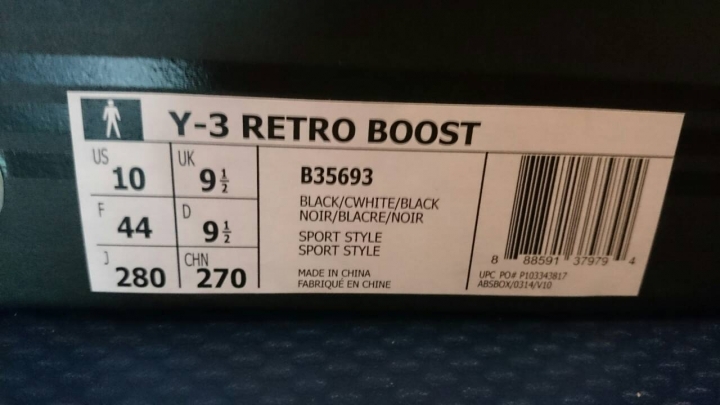 Y-3 RETRO BOOST
US 10 UK 9 1/2
F 44 D 9 1/2
J 280 CHN 270
B35693
BLACK/CWHITE/BLACK
NOIR/BLACRE/NOIR
SPORT STYLE
SPORT STYLE
MADE IN CHINA
FABRIQUÉ EN CHINE
8 88591 37979 4
UPC PO# P103343817
ABSBOX/0314/V10